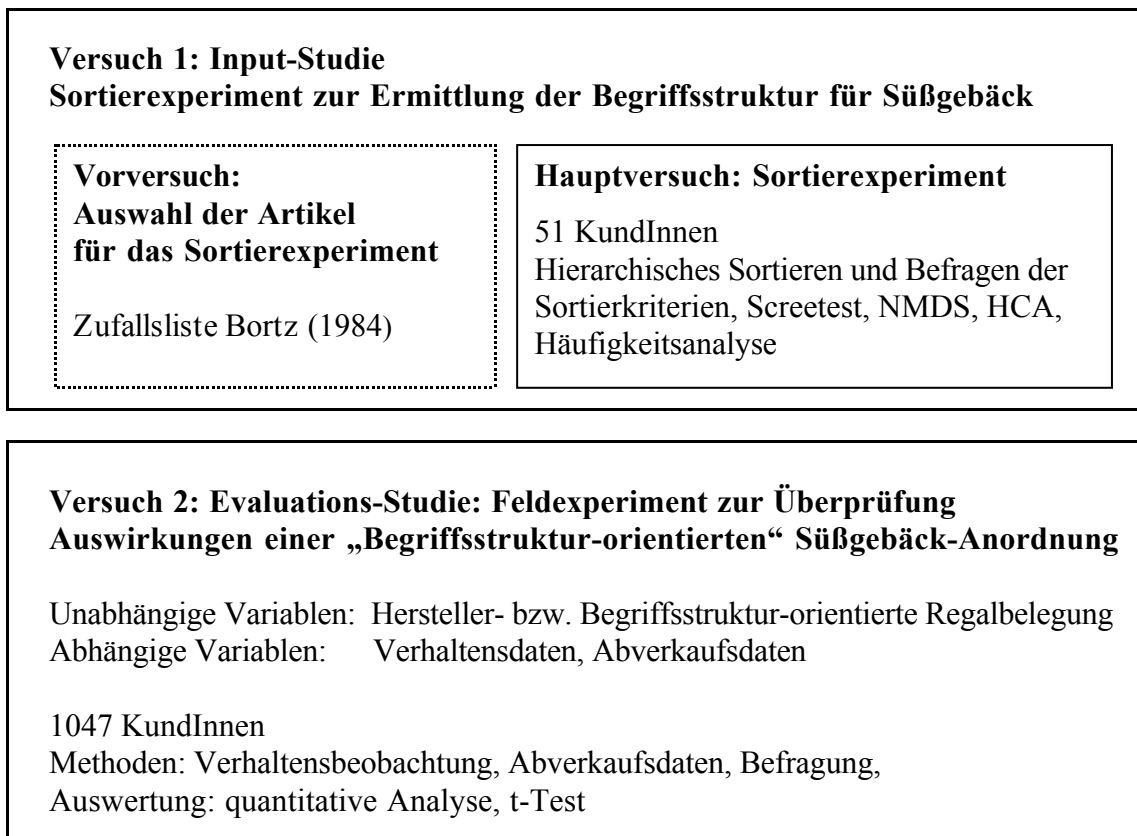 Versuch 1: Input-Studie
Sortierexperiment zur Ermittlung der Begriffsstruktur für Süßgebäck
Vorversuch:
Auswahl der Artikel
für das Sortierexperiment
Zufallsliste Bortz (1984)
Hauptversuch: Sortierexperiment
51 KundInnen
Hierarchisches Sortieren und Befragen der
Sortierkriterien, Screetest, NMDS, HCA,
Häufigkeitsanalyse
Versuch 2: Evaluations-Studie: Feldexperiment zur Überprüfung
Auswirkungen einer „Begriffsstruktur-orientierten“ Süßgebäck-Anordnung
Unabhängige Variablen: Hersteller- bzw. Begriffsstruktur-orientierte Regalbelegung
Abhängige Variablen: Verhaltensdaten, Abverkaufsdaten
1047 KundInnen
Methoden: Verhaltensbeobachtung, Abverkaufsdaten, Befragung,
Auswertung: quantitative Analyse, t-Test